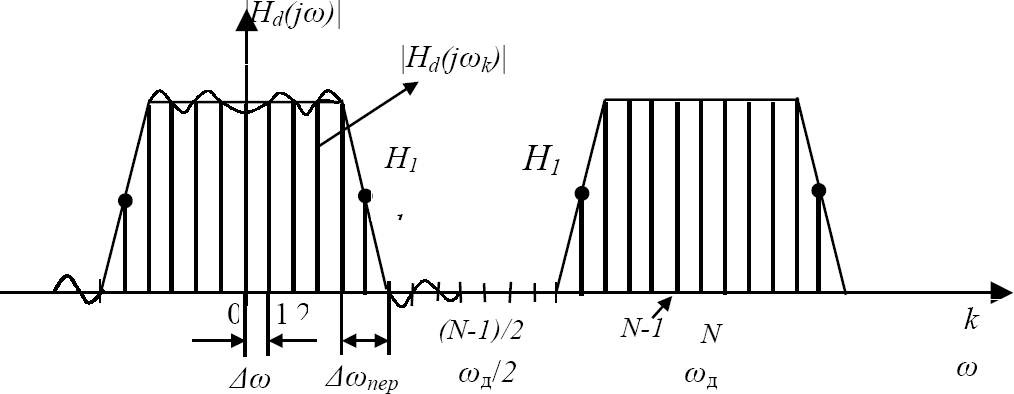 |H_d(jω)|
|H_d(jω_k)|
H_1
H_1
0 1 2
(N-1)/2
N-1
N
k
Δω
Δω_пер
ω_д/2
ω_д
ω